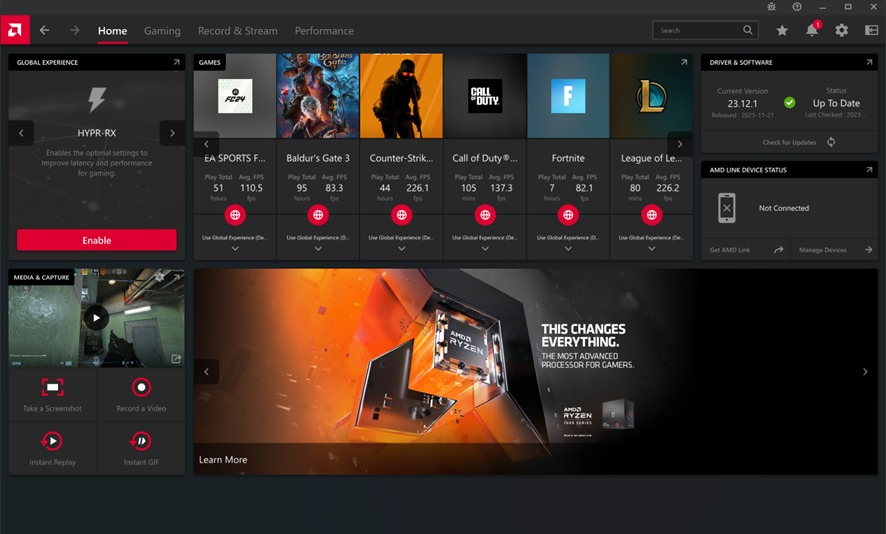 Home
Gaming
Record & Stream
Performance
Search
1
GLOBAL EXPERIENCE
HYPR-RX
Enables the optimal settings to
improve latency and performance
for gaming.
Enable
GAMES
FC24
Baldur's
Gate
CALL OF
DUTY
F
L
EA SPORTS F...
Play Total Avg. FPS
51 110.5
hours fps
Use Global Experience (De...
Baldur's Gate 3
Play Total Avg. FPS
95 83.3
hours fps
Use Global Experience (De...
Counter-Strik...
Play Total Avg. FPS
44 226.1
hours fps
Use Global Experience (De...
Call of Duty®...
Play Total Avg. FPS
105 137.3
mins fps
Use Global Experience (De...
Fortnite
Play Total Avg. FPS
7 82.1
hours fps
Use Global Experience (De...
League of Le...
Play Total Avg. FPS
80 226.2
mins fps
Use Global Experience (De...
DRIVER & SOFTWARE
Current Version
23.12.1
Released : 2023-11-21
Status
Up To Date
Last Checked : 2023-...
Check for Updates
AMD LINK DEVICE STATUS
Not Connected
Get AMD Link
Manage Devices
MEDIA & CAPTURE
Take a Screenshot
Record a Video
Instant Replay
Instant GIF
AMD
RYZEN
THIS CHANGES
EVERYTHING.
THE MOST ADVANCED
PROCESSOR FOR GAMERS.
AMD
RYZEN
7000 SERIES
Learn More